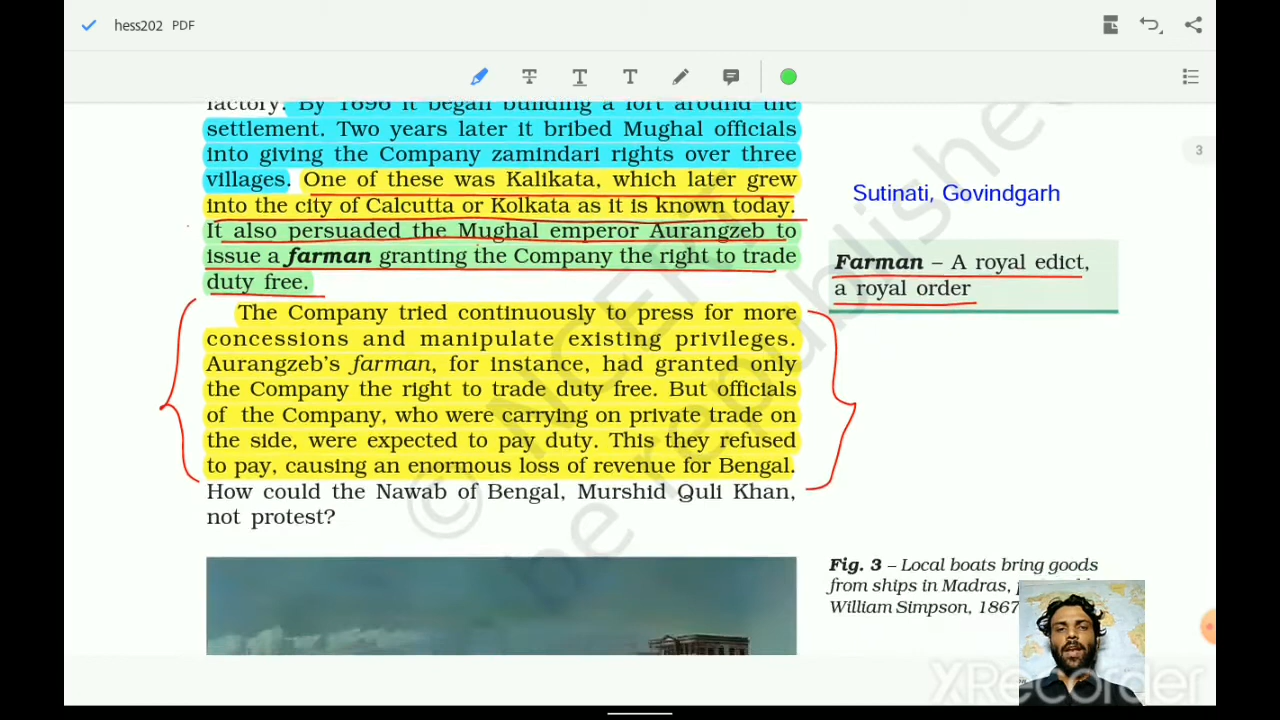 hess202 PDF
factory. By 1696 it began building a fort around the
settlement. Two years later it bribed Mughal officials
into giving the Company zamindari rights over three
villages. One of these was Kalikata, which later grew
into the city of Calcutta or Kolkata as it is known today.
It also persuaded the Mughal emperor Aurangzeb to
issue a farman granting the Company the right to trade
duty free.
The Company tried continuously to press for more
concessions and manipulate existing privileges.
Aurangzeb's farman, for instance, had granted only
the Company the right to trade duty free. But officials
of the Company, who were carrying on private trade on
the side, were expected to pay duty. This they refused
to pay, causing an enormous loss of revenue for Bengal.
How could the Nawab of Bengal, Murshid Quli Khan,
not protest?
3
Sutinati, Govindgarh
Farman – A royal edict,
a royal order
Fig. 3 – Local boats bring goods
from ships in Madras,
William Simpson, 1867
© NCERT
be republished
XRecorder